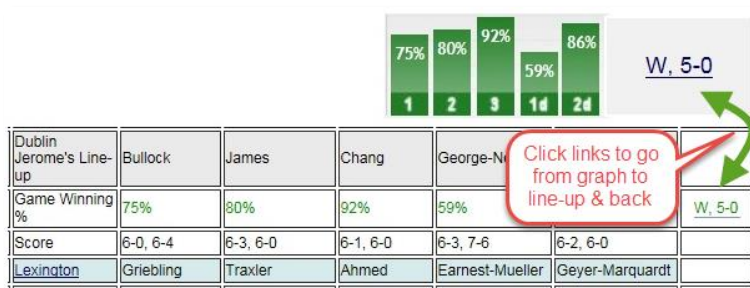 75% 80% 92% 59% 86%
1 2 3 1d 2d
W, 5-0
Dublin
Jerome's Line-
up
Bullock James Chang
Click links to go
from graph to
line-up & back
Game Winning
%
75% 80% 92% 59% W, 5-0
Score 6-0, 6-4 6-3, 6-0 6-1, 6-0 6-3, 7-6 6-2, 6-0
Lexington Griebling Traxler Ahmed Earnest-Mueller Geyer-Marquardt